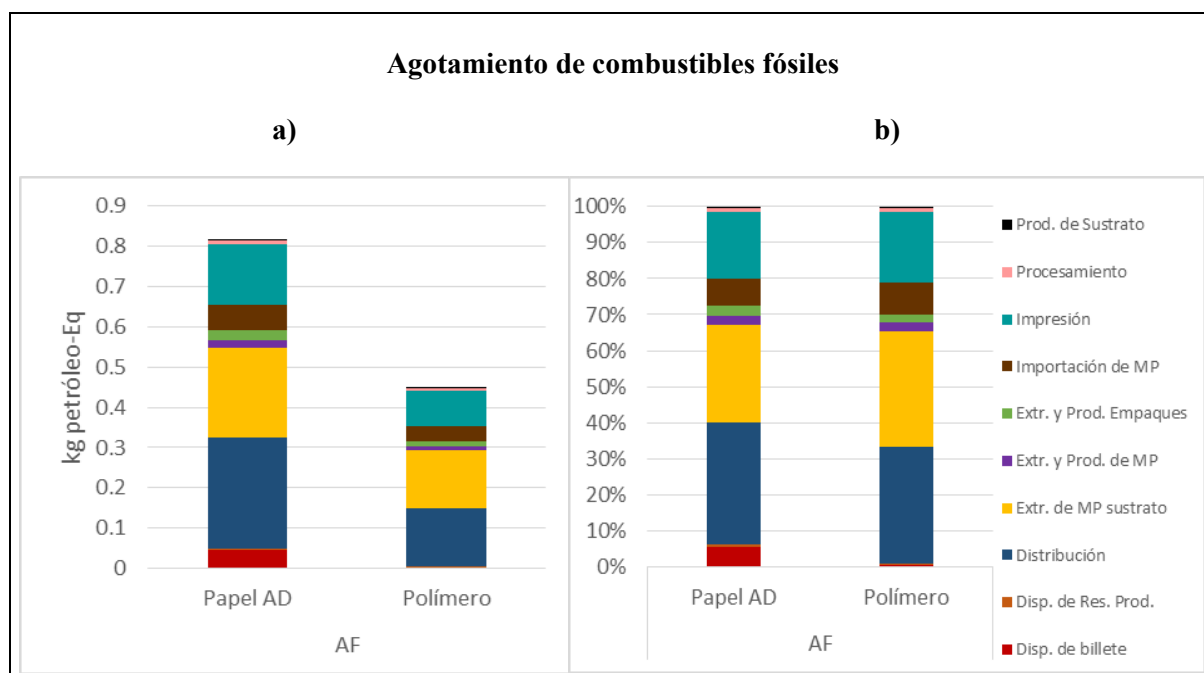 Agotamiento de combustibles fósiles
a)
b)
kg petróleo-Eq
0.9
0.8
0.7
0.6
0.5
0.4
0.3
0.2
0.1
0
Papel AD
Polímero
AF
100%
90%
80%
70%
60%
50%
40%
30%
20%
10%
0%
Papel AD
Polímero
AF
Prod. de Sustrato
Procesamiento
Impresión
Importación de MP
Extr. y Prod. Empaques
Extr. y Prod. de MP
Extr. de MP sustrato
Distribución
Disp. de Res. Prod.
Disp. de billete